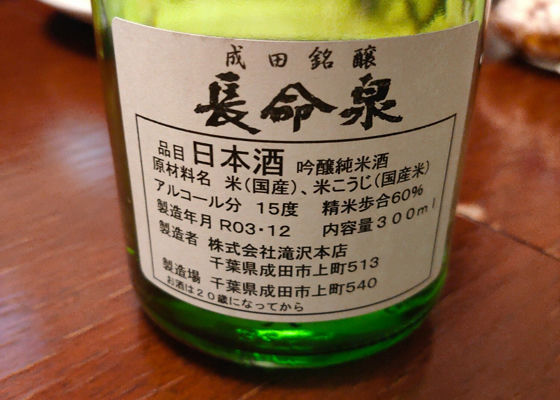 成田銘醸
長命泉
品目 日本酒 吟醸純米酒
原材料名 米(国産)、米こうじ(国産米)
アルコール分 15度 精米歩合60%
製造年月 R03・12 内容量300ml
製造者 株式会社滝沢本店
千葉県成田市上町513
製造場 千葉県成田市上町540
お酒は20歳になってから